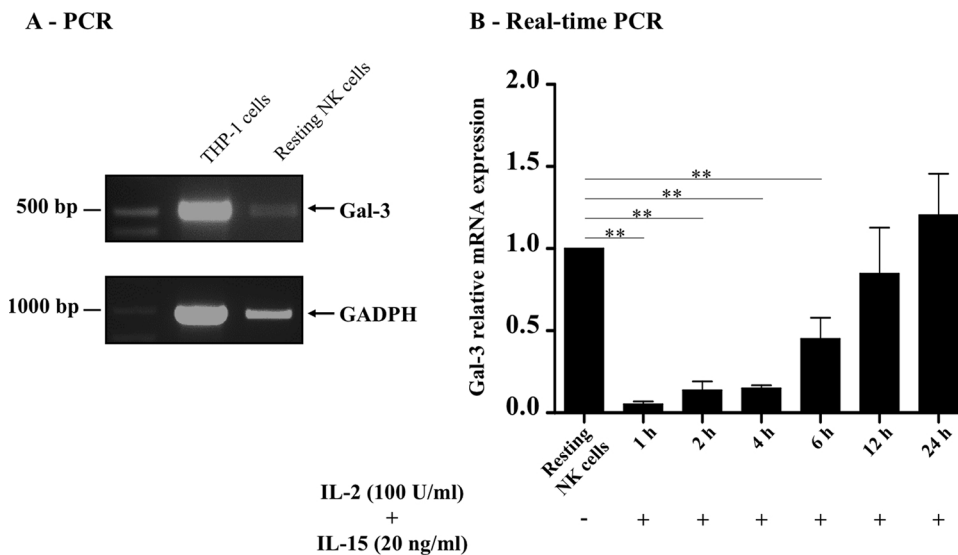 A - PCR
THP-1 cells
Resting NK cells
500 bp
Gal-3
1000 bp
GADPH
B - Real-time PCR
Gal-3 relative mRNA expression
2.0
1.5
1.0
0.5
0.0
**
**
**
**
Resting NK cells
1 h
2 h
4 h
6 h
12 h
24 h
IL-2 (100 U/ml)
+
IL-15 (20 ng/ml)
- + + + + + +